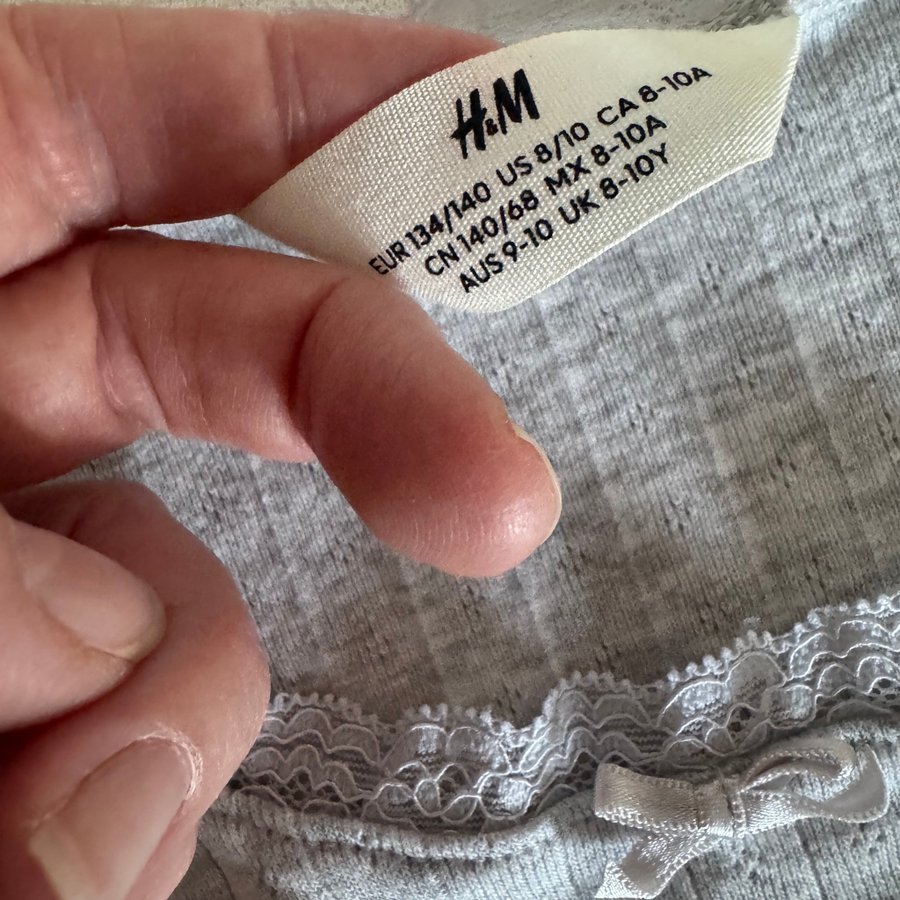 H&M
EUR 134/140 US 8/10 CA 8-10A
CN 140/68 MX 8-10A
AUS 9-10 UK 8-10Y